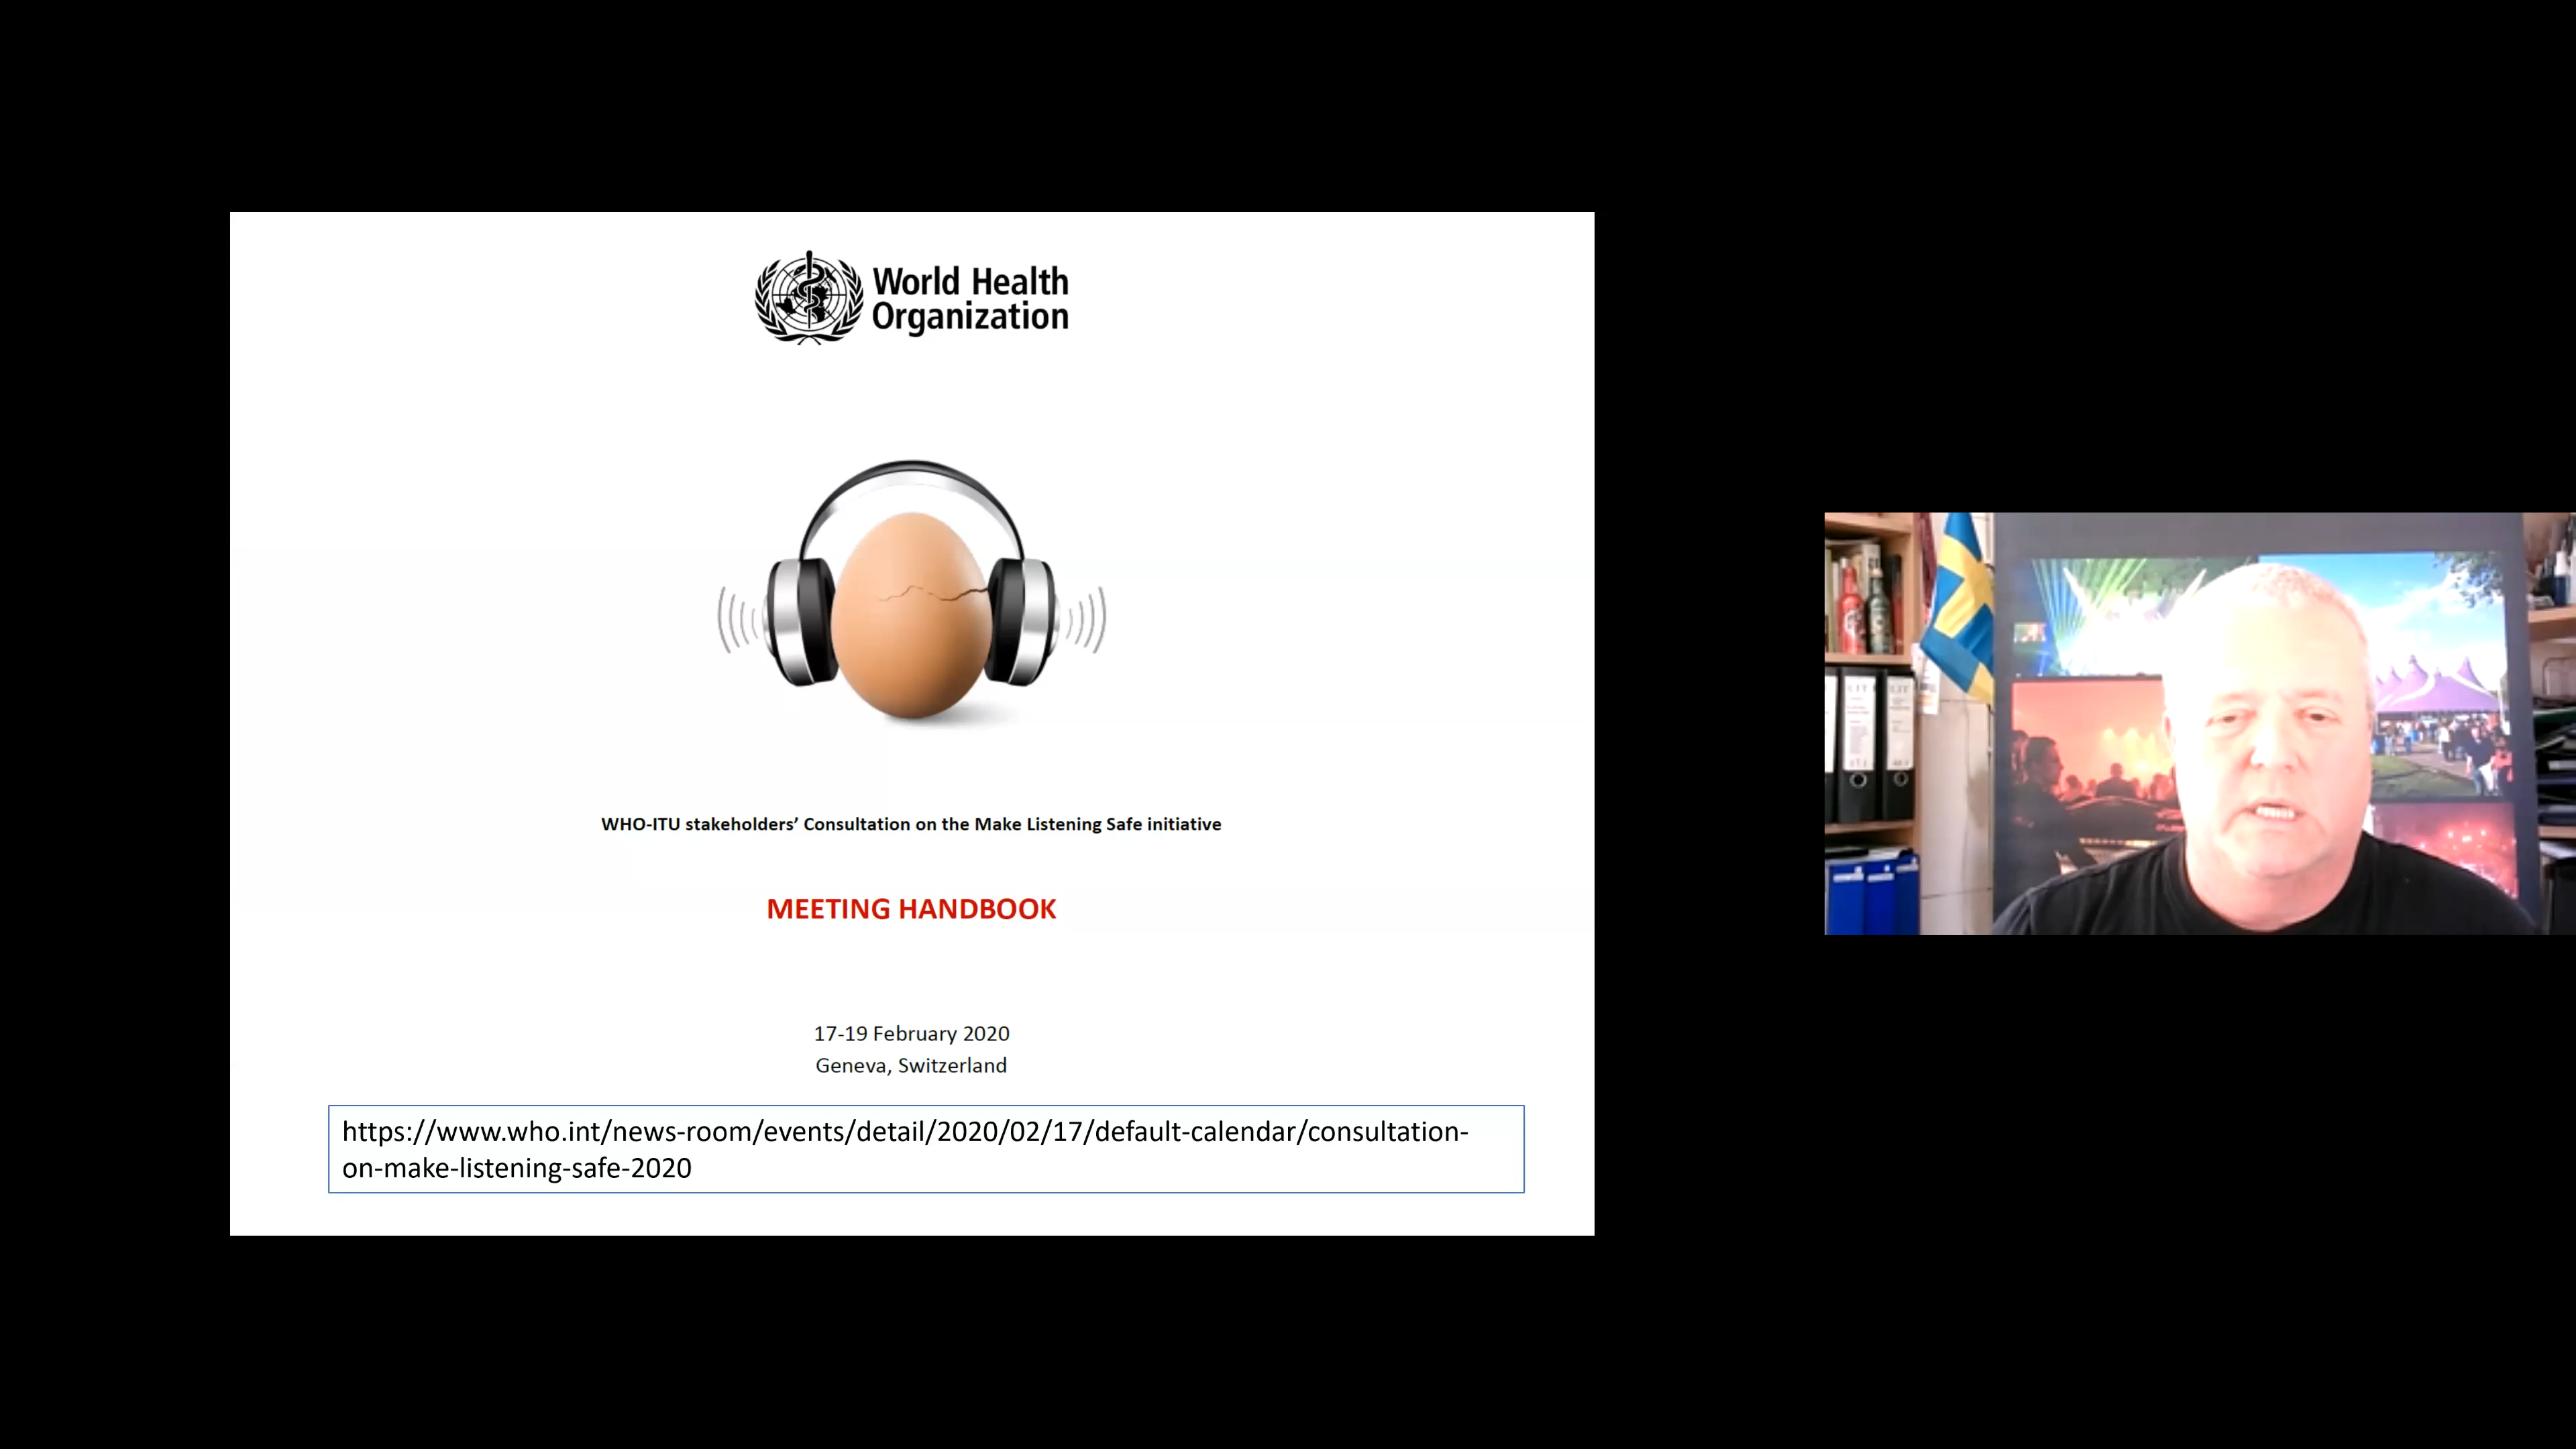 World Health
Organization
WHO-ITU stakeholders’ Consultation on the Make Listening Safe initiative
MEETING HANDBOOK
17-19 February 2020
Geneva, Switzerland
https://www.who.int/news-room/events/detail/2020/02/17/default-calendar/consultation-
on-make-listening-safe-2020